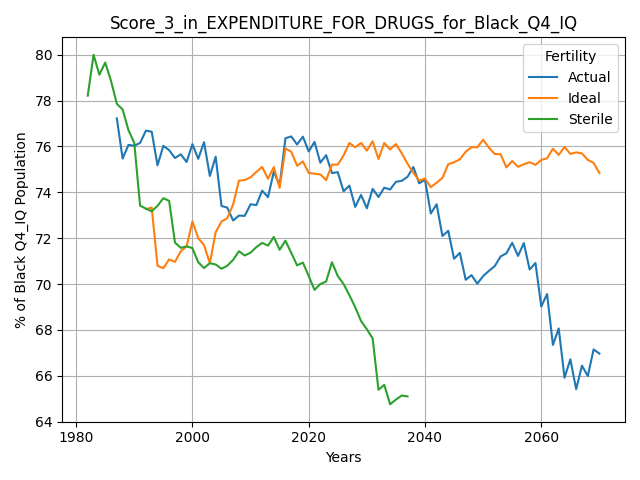 Score_3_in_EXPENDITURE_FOR_DRUGS_for_Black_Q4_IQ
Fertility
Actual
Ideal
Sterile
% of Black Q4_IQ Population
80
78
76
74
72
70
68
66
64
1980
2000
2020
2040
2060
Years